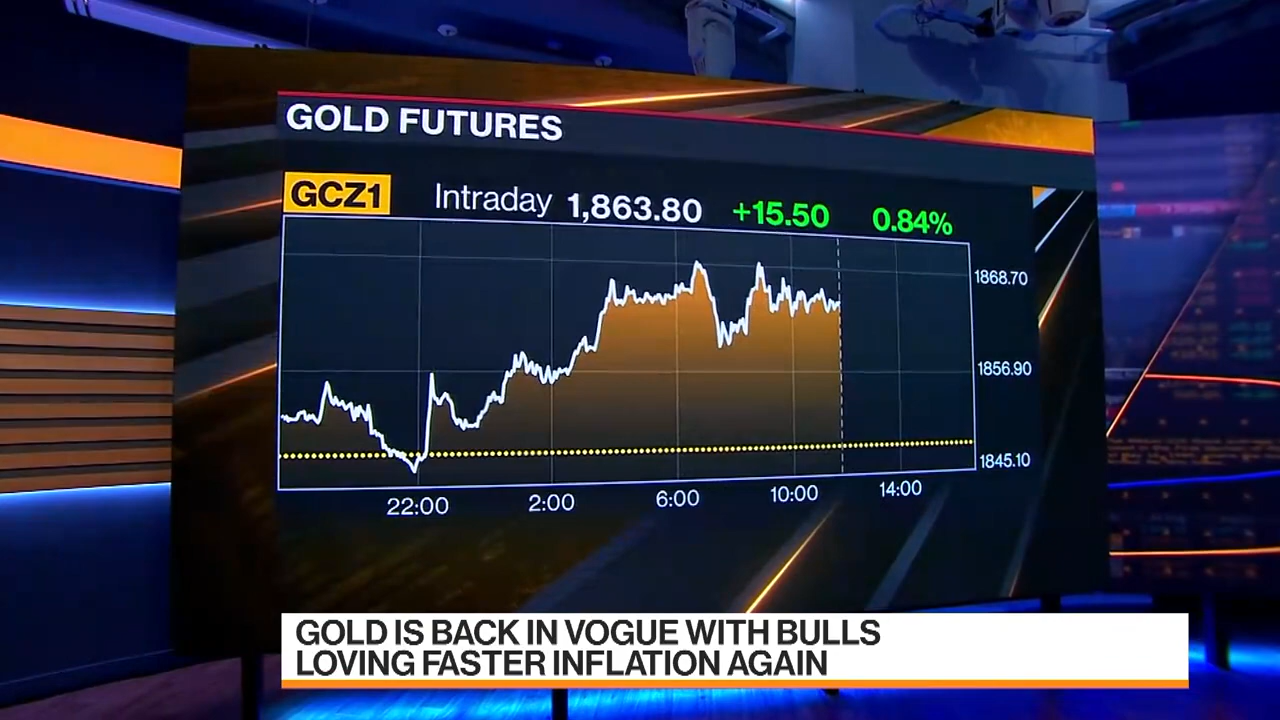 GOLD FUTURES
GCZ1 Intraday 1,863.80 +15.50 0.84%
1868.70
1856.90
1845.10
22:00 2:00 6:00 10:00 14:00
GOLD IS BACK IN VOGUE WITH BULLS
LOVING FASTER INFLATION AGAIN